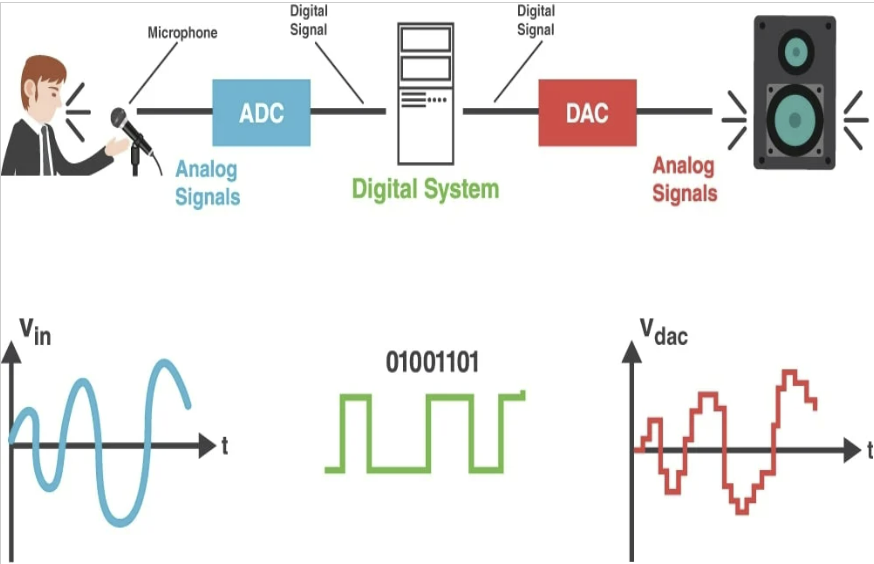 Microphone
Digital
Signal
Digital
Signal
ADC
DAC
Analog
Signals
Digital System
Analog
Signals
Vin
t
01001101
Vdac
t